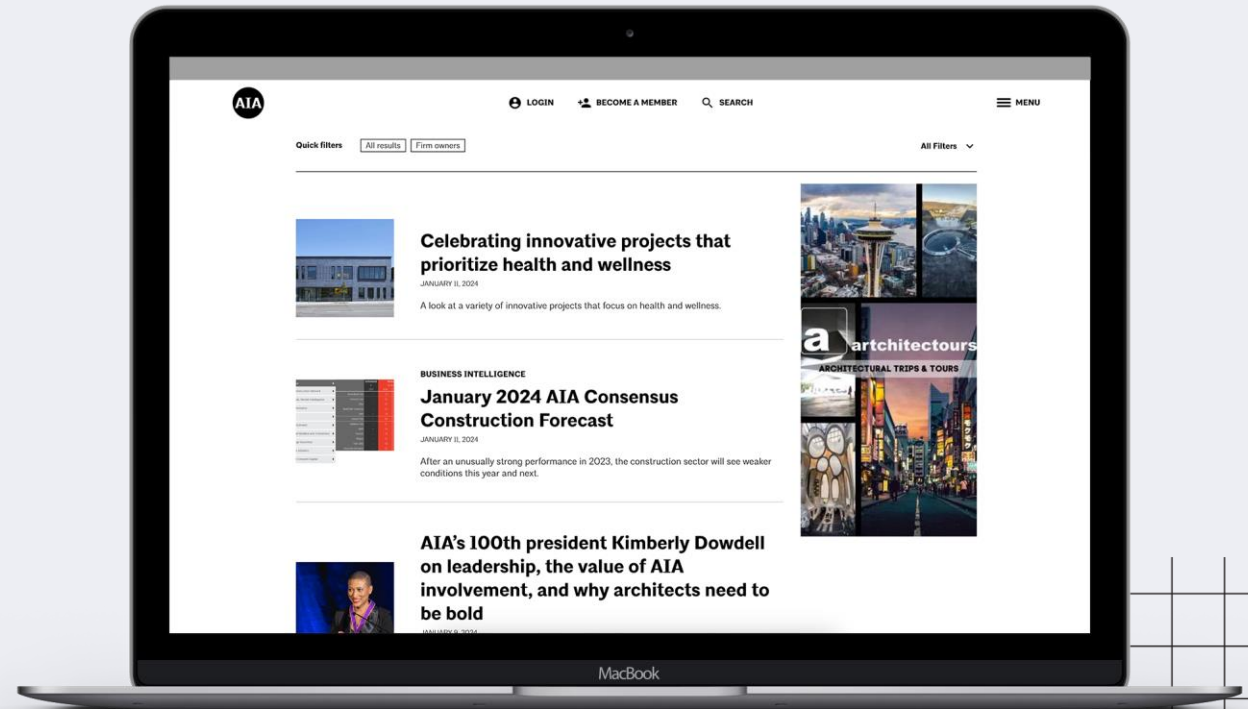 AIA
LOGIN
BECOME A MEMBER
SEARCH
MENU
Quick filters
All results
Firm owners
All Filters
Celebrating innovative projects that
prioritize health and wellness
JANUARY 11, 2024
A look at a variety of innovative projects that focus on health and wellness.
a artchitectours
ARCHITECTURAL TRIPS & TOURS
BUSINESS INTELLIGENCE
January 2024 AIA Consensus
Construction Forecast
JANUARY 11, 2024
After an unusually strong performance in 2023, the construction sector will see weaker
conditions this year and next.
AIA’s 100th president Kimberly Dowdell
on leadership, the value of AIA
involvement, and why architects need to
be bold
JANUARY 9, 2024
MacBook